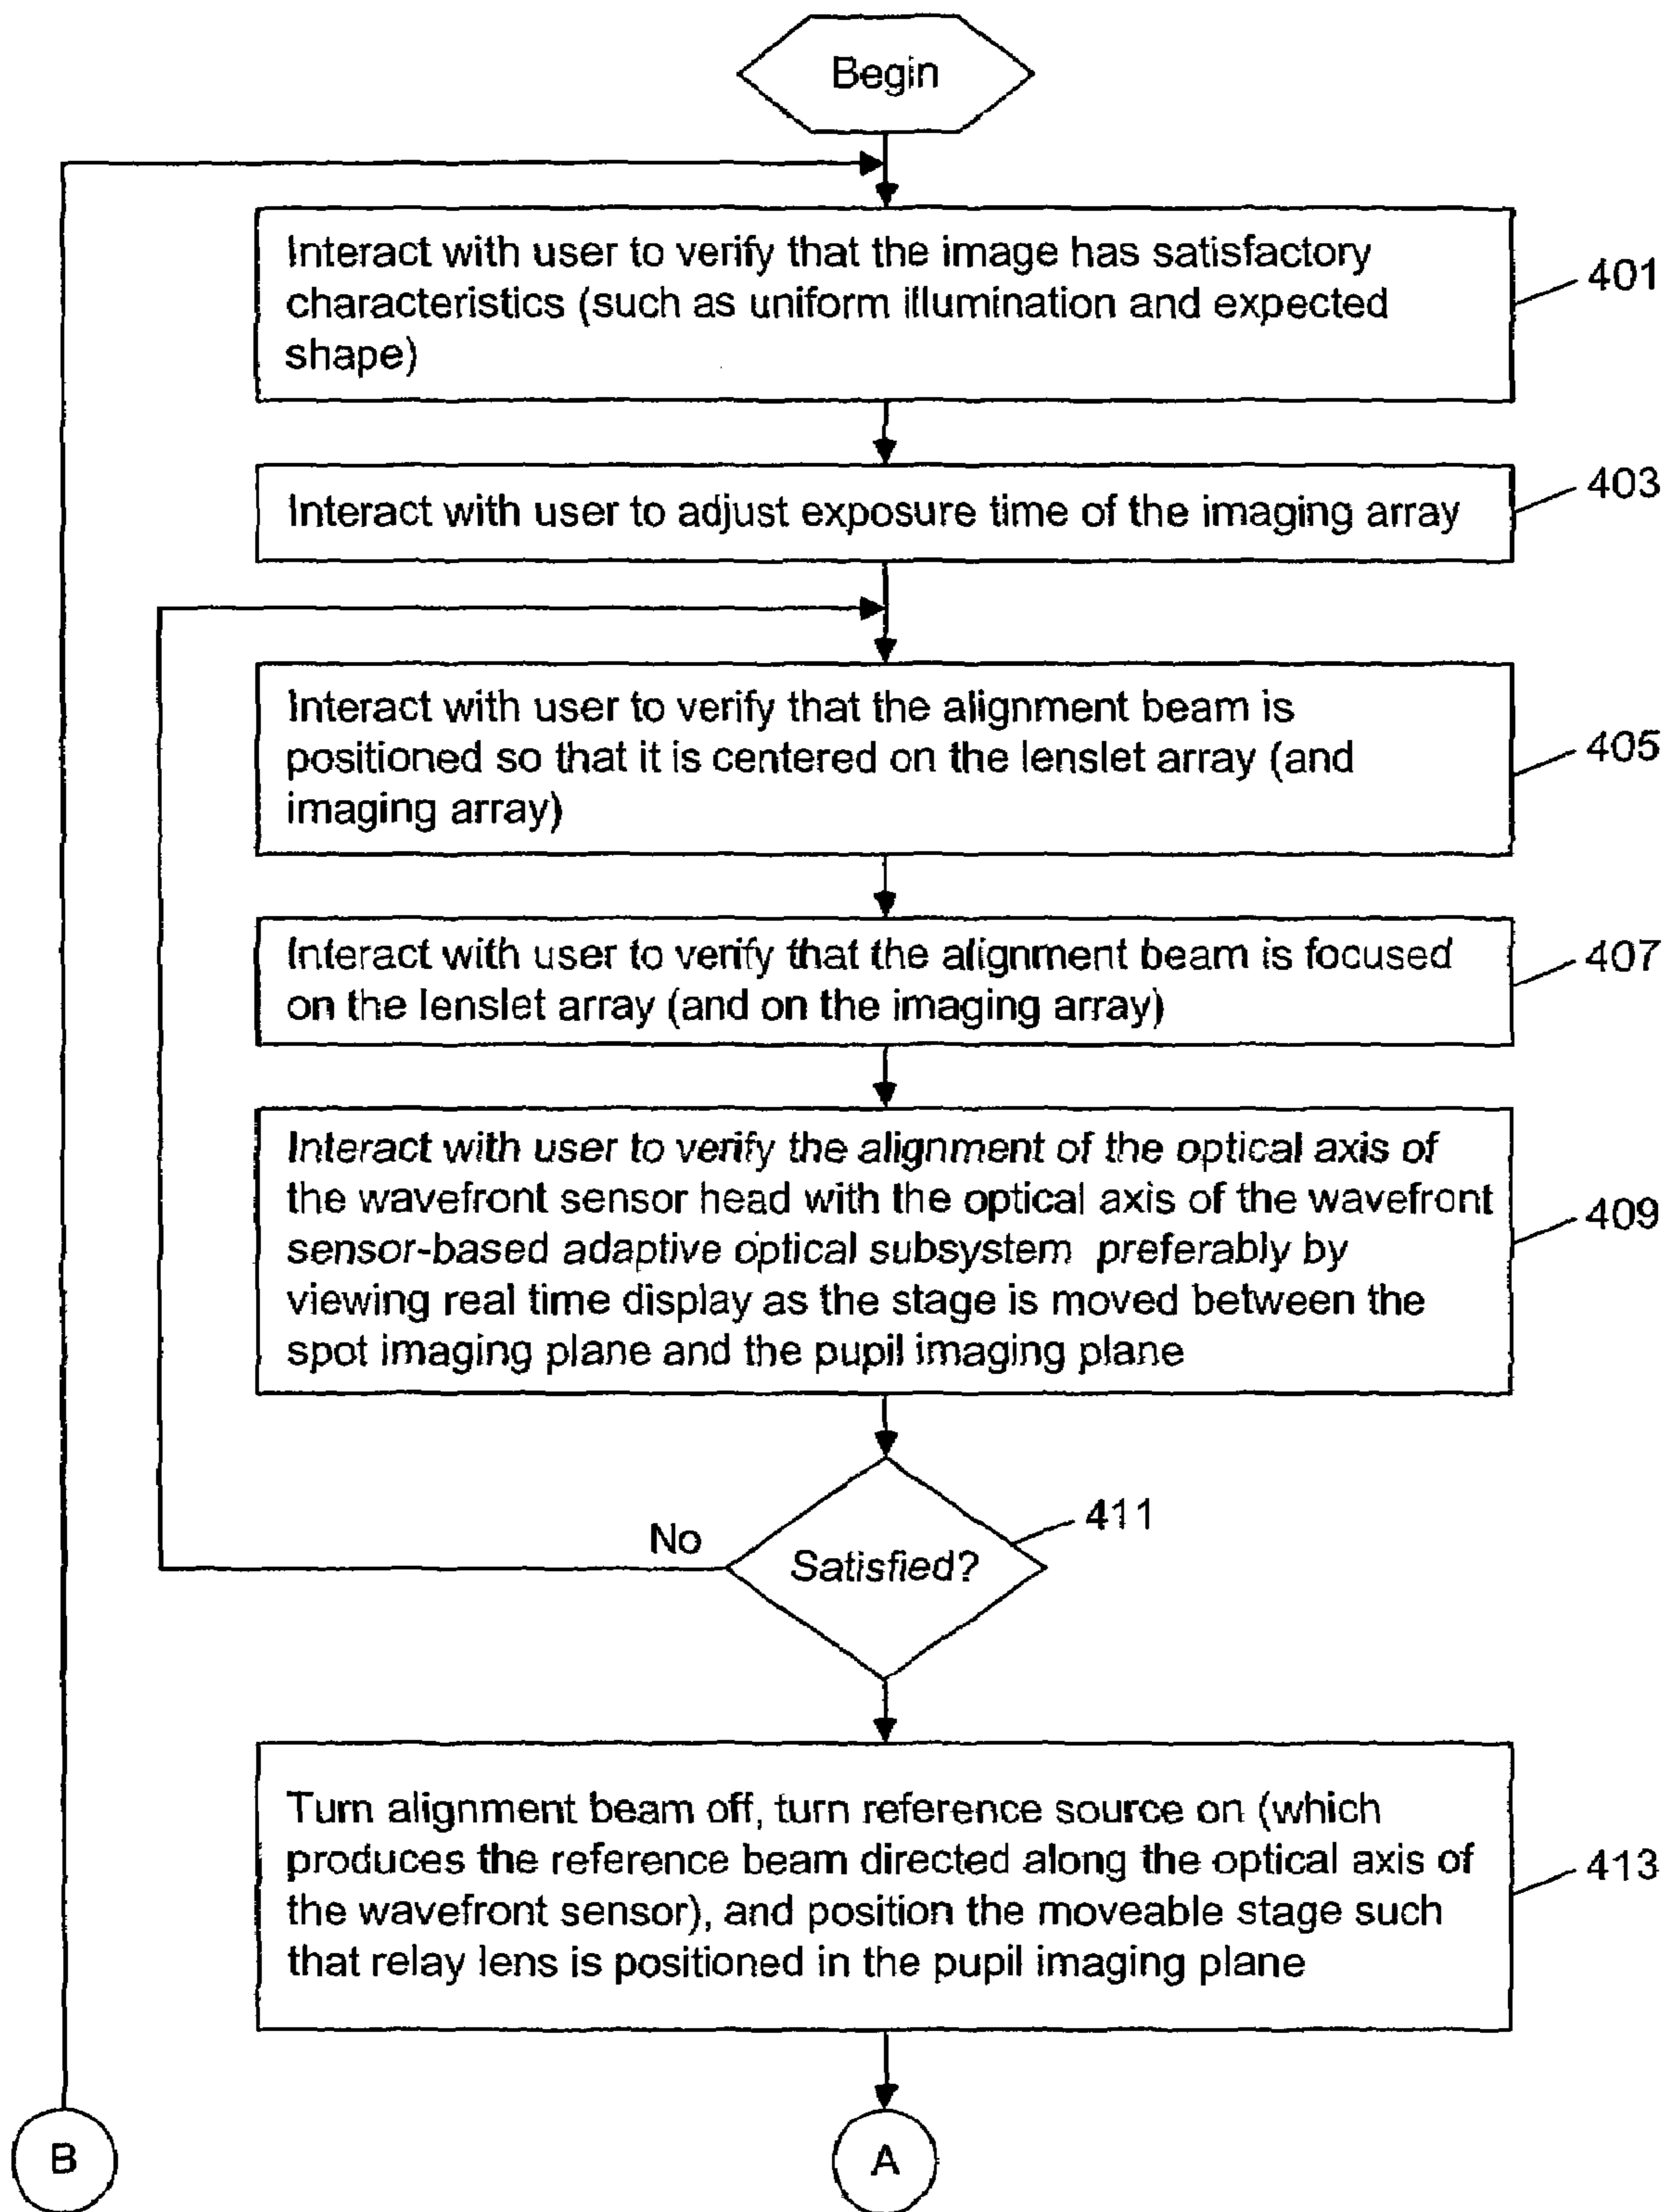 Begin
Interact with user to verify that the image has satisfactory
characteristics (such as uniform illumination and expected
shape)
401
Interact with user to adjust exposure time of the imaging array
403
Interact with user to verify that the alignment beam is
positioned so that it is centered on the lenslet array (and
imaging array)
405
Interact with user to verify that the alignment beam is focused
on the lenslet array (and on the imaging array)
407
Interact with user to verify the alignment of the optical axis of
the wavefront sensor head with the optical axis of the wavefront
sensor-based adaptive optical subsystem preferably by
viewing real time display as the stage is moved between the
spot imaging plane and the pupil imaging plane
409
No
Satisfied?
411
Turn alignment beam off, turn reference source on (which
produces the reference beam directed along the optical axis of
the wavefront sensor), and position the moveable stage such
that relay lens is positioned in the pupil imaging plane
413
B
A